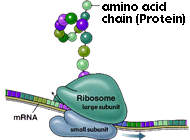 amino acid
chain (Protein)
Ribosome
large subunit
mRNA
small subunit